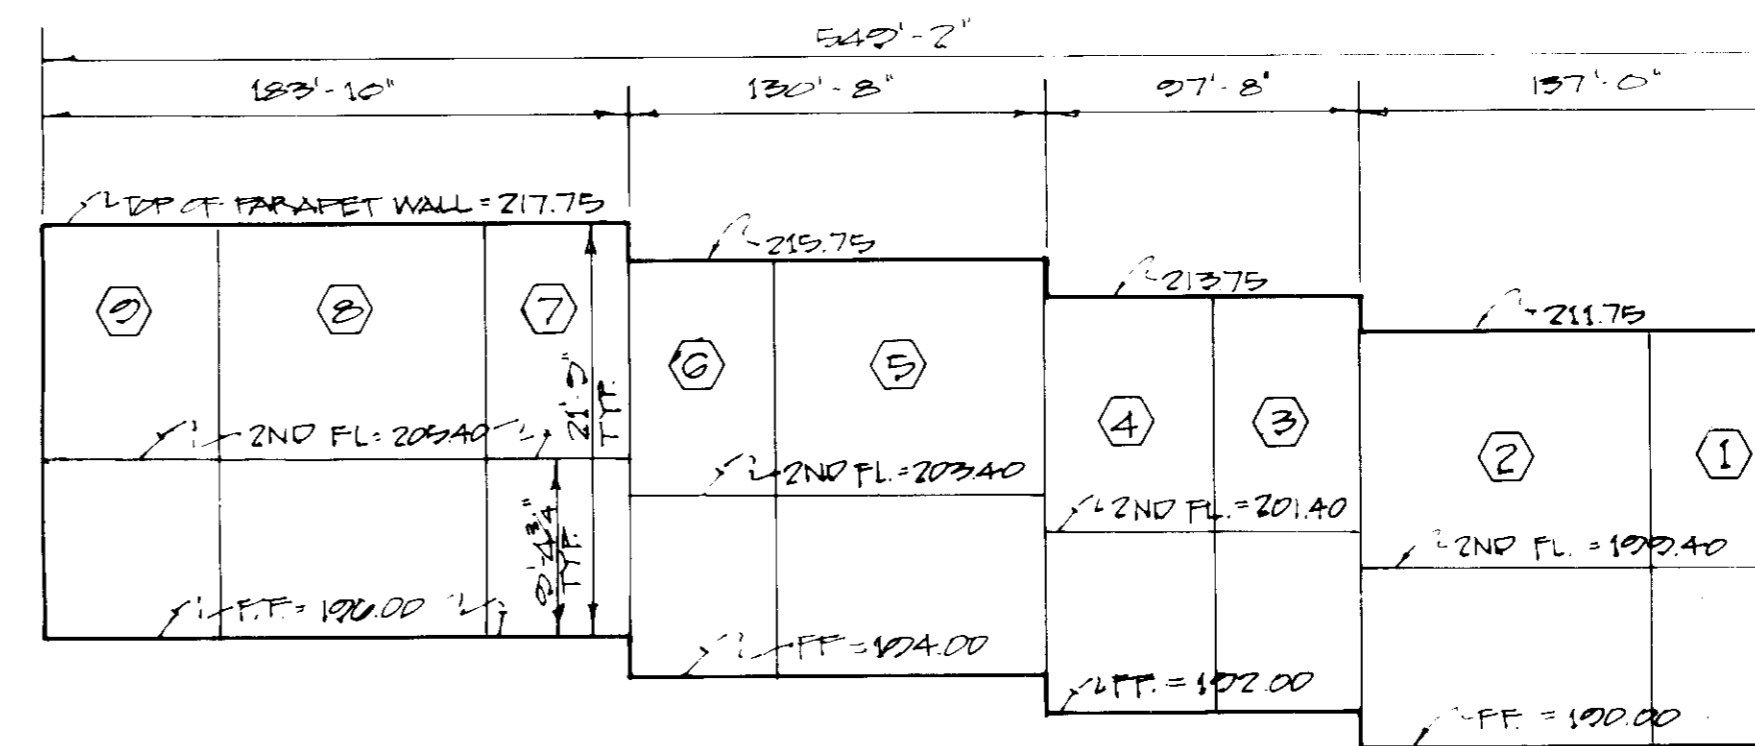 549'-2"
183'-10"
130'-8"
97'-8"
137'-0"
TOP OF PARAPET WALL = 217.75
215.75
213.75
211.75
9
8
7
6
5
4
3
2
1
21'-9"
TYP.
2ND FL = 205.40
2ND FL. = 203.40
2ND FL. = 201.40
2ND FL. = 199.40
9'-4 3/4"
TYP.
F.F. = 196.00
FF = 194.00
FF. = 192.00
FF. = 190.00